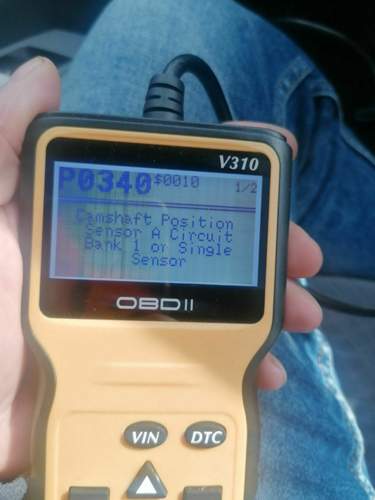 V310
P0340 $0010 1/2
Camshaft Position
Sensor A Circuit
Bank 1 or Single
Sensor
OBDII
VIN DTC